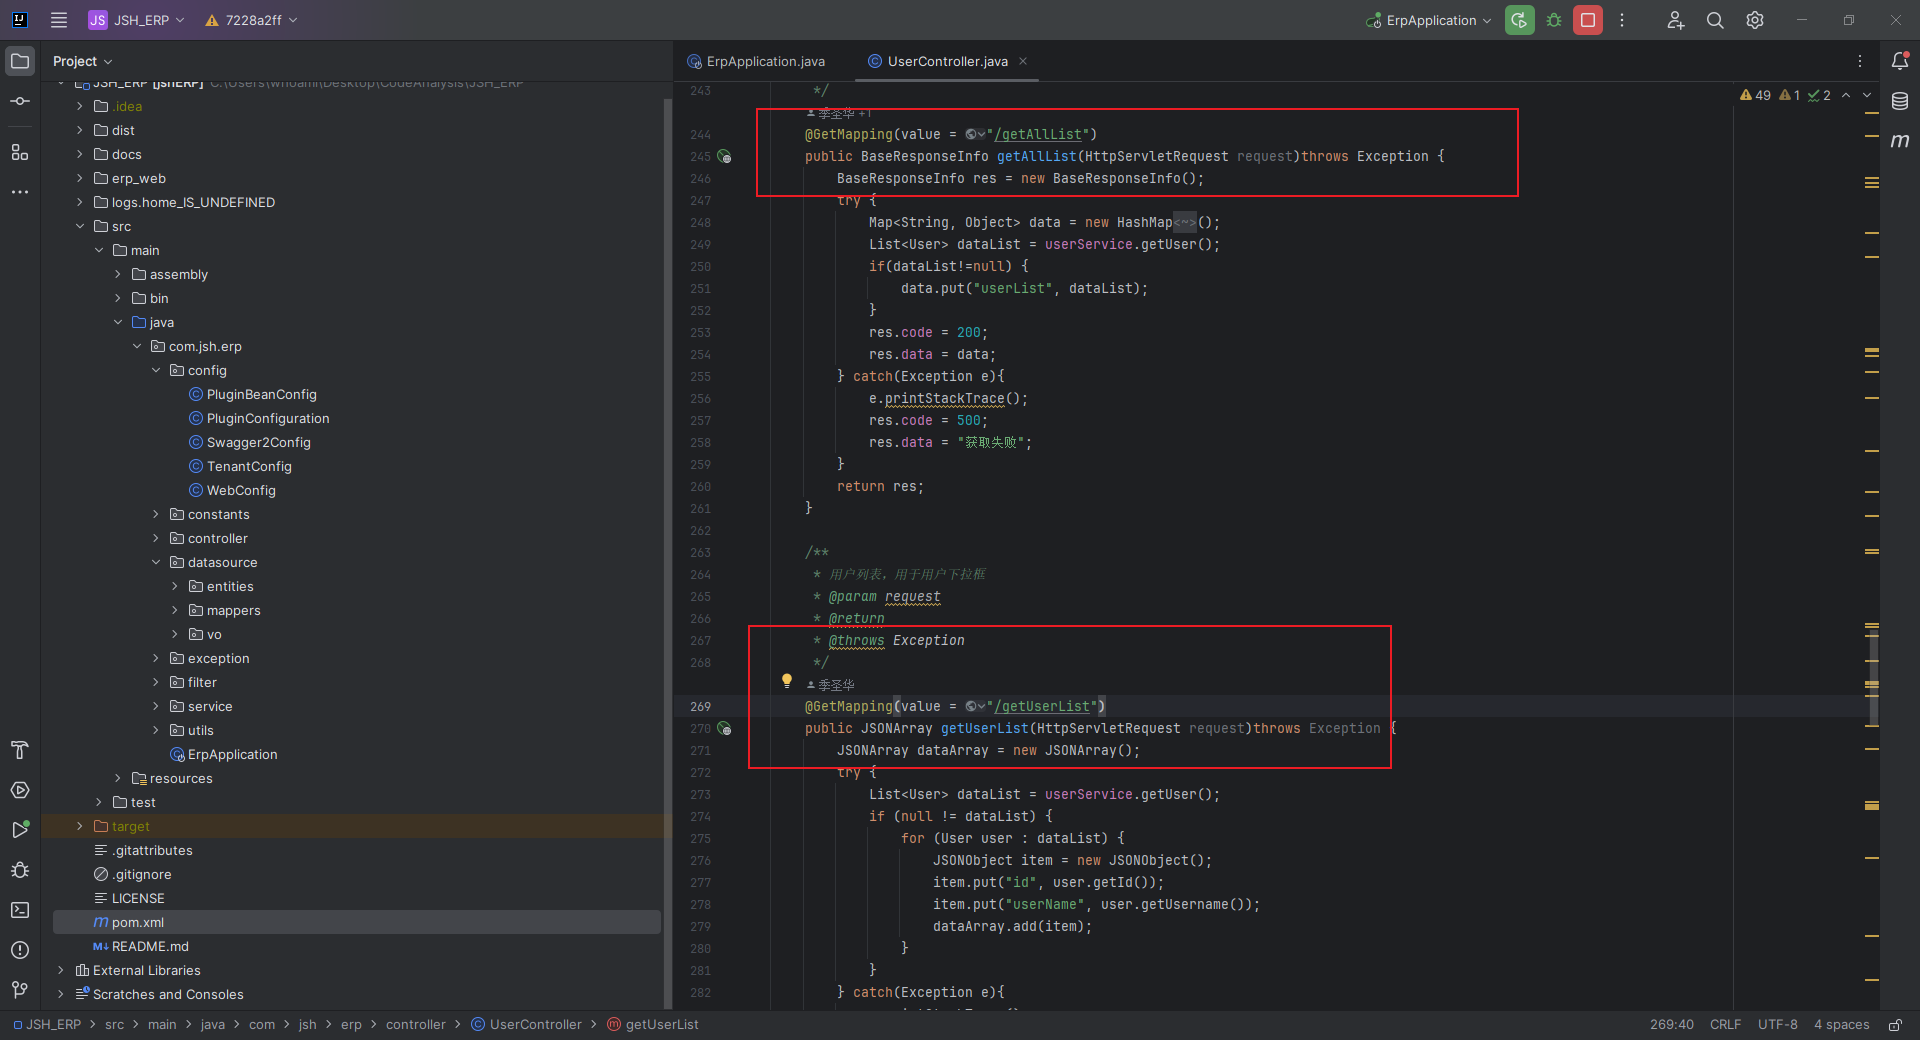 JS JSH_ERP 7228a2ff ErpApplication
Project
JSH_ERP [jshERP] C:\Users\whoami\Desktop\CodeAnalysis\JSH_ERP
.idea
dist
docs
erp_web
logs.home_IS_UNDEFINED
src
main
assembly
bin
java
com.jsh.erp
config
PluginBeanConfig
PluginConfiguration
Swagger2Config
TenantConfig
WebConfig
constants
controller
datasource
entities
mappers
vo
exception
filter
service
utils
ErpApplication
resources
test
target
.gitattributes
.gitignore
LICENSE
pom.xml
README.md
External Libraries
Scratches and Consoles
ErpApplication.java UserController.java
49 1 2
243 */
季圣华 +1
244 @GetMapping(value = "/getAllList")
245 public BaseResponseInfo getAllList(HttpServletRequest request)throws Exception {
246 BaseResponseInfo res = new BaseResponseInfo();
247 try {
248 Map<String, Object> data = new HashMap<~>();
249 List<User> dataList = userService.getUser();
250 if(dataList!=null) {
251 data.put("userList", dataList);
252 }
253 res.code = 200;
254 res.data = data;
255 } catch(Exception e){
256 e.printStackTrace();
257 res.code = 500;
258 res.data = "获取失败";
259 }
260 return res;
261 }
262
263 /**
264 * 用户列表，用于用户下拉框
265 * @param request
266 * @return
267 * @throws Exception
268 */
季圣华
269 @GetMapping(value = "/getUserList")
270 public JSONArray getUserList(HttpServletRequest request)throws Exception {
271 JSONArray dataArray = new JSONArray();
272 try {
273 List<User> dataList = userService.getUser();
274 if (null != dataList) {
275 for (User user : dataList) {
276 JSONObject item = new JSONObject();
277 item.put("id", user.getId());
278 item.put("userName", user.getUsername());
279 dataArray.add(item);
280 }
281 }
282 } catch(Exception e){
JSH_ERP > src > main > java > com > jsh > erp > controller > UserController > getUserList
269:40 CRLF UTF-8 4 spaces